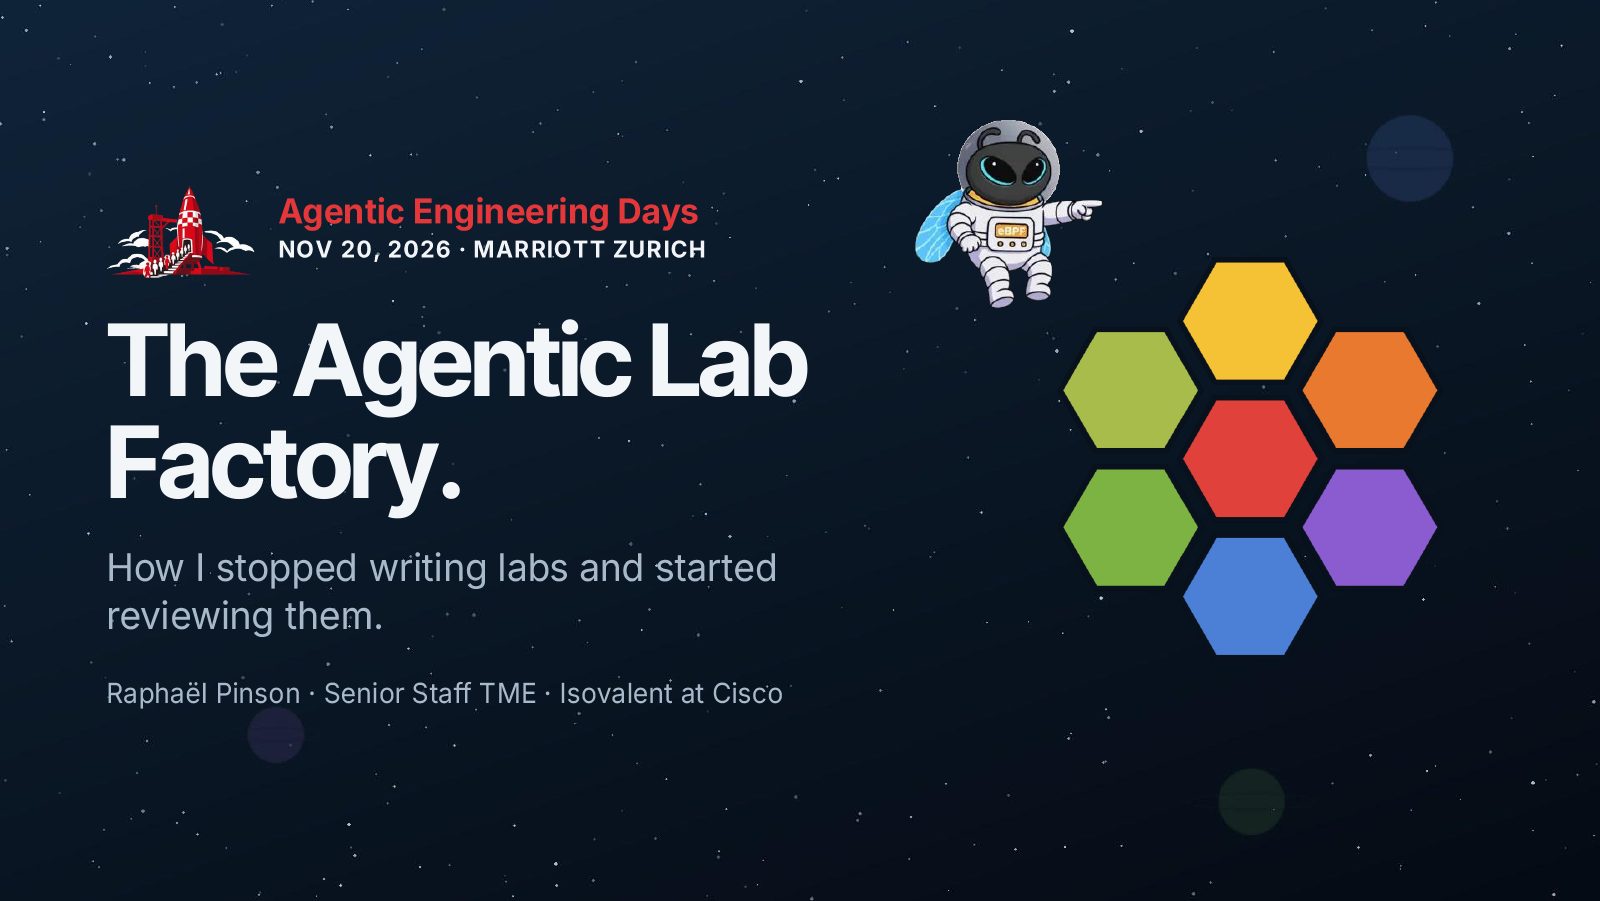 Agentic Engineering Days
NOV 20, 2026 · MARRIOTT ZURICH
The Agentic Lab
Factory.
How I stopped writing labs and started
reviewing them.
Raphaël Pinson · Senior Staff TME · Isovalent at Cisco
eBPF